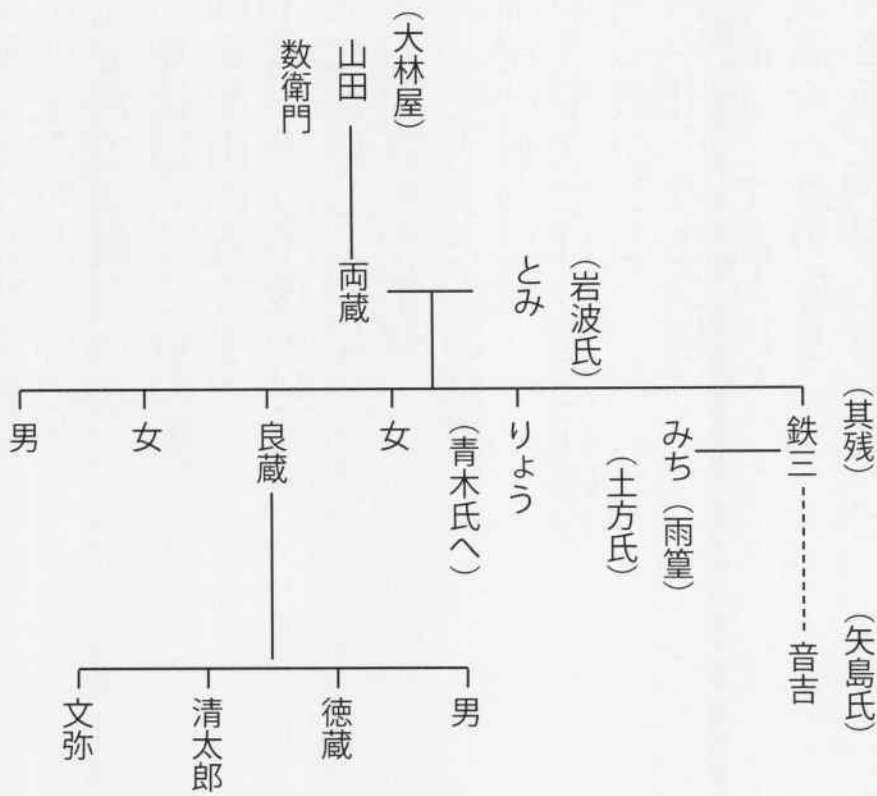 （大林屋）
山田
数衛門
両蔵
（岩波氏）
とみ
（其残）
鉄三
みち（雨篁）
（土方氏）
りょう
（青木氏へ）
女
良蔵
女
男
（矢島氏）
音吉
男
徳蔵
清太郎
文弥